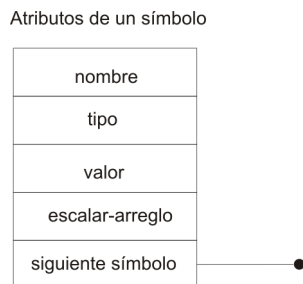 Atributos de un símbolo
nombre
tipo
valor
escalar-arreglo
siguiente símbolo